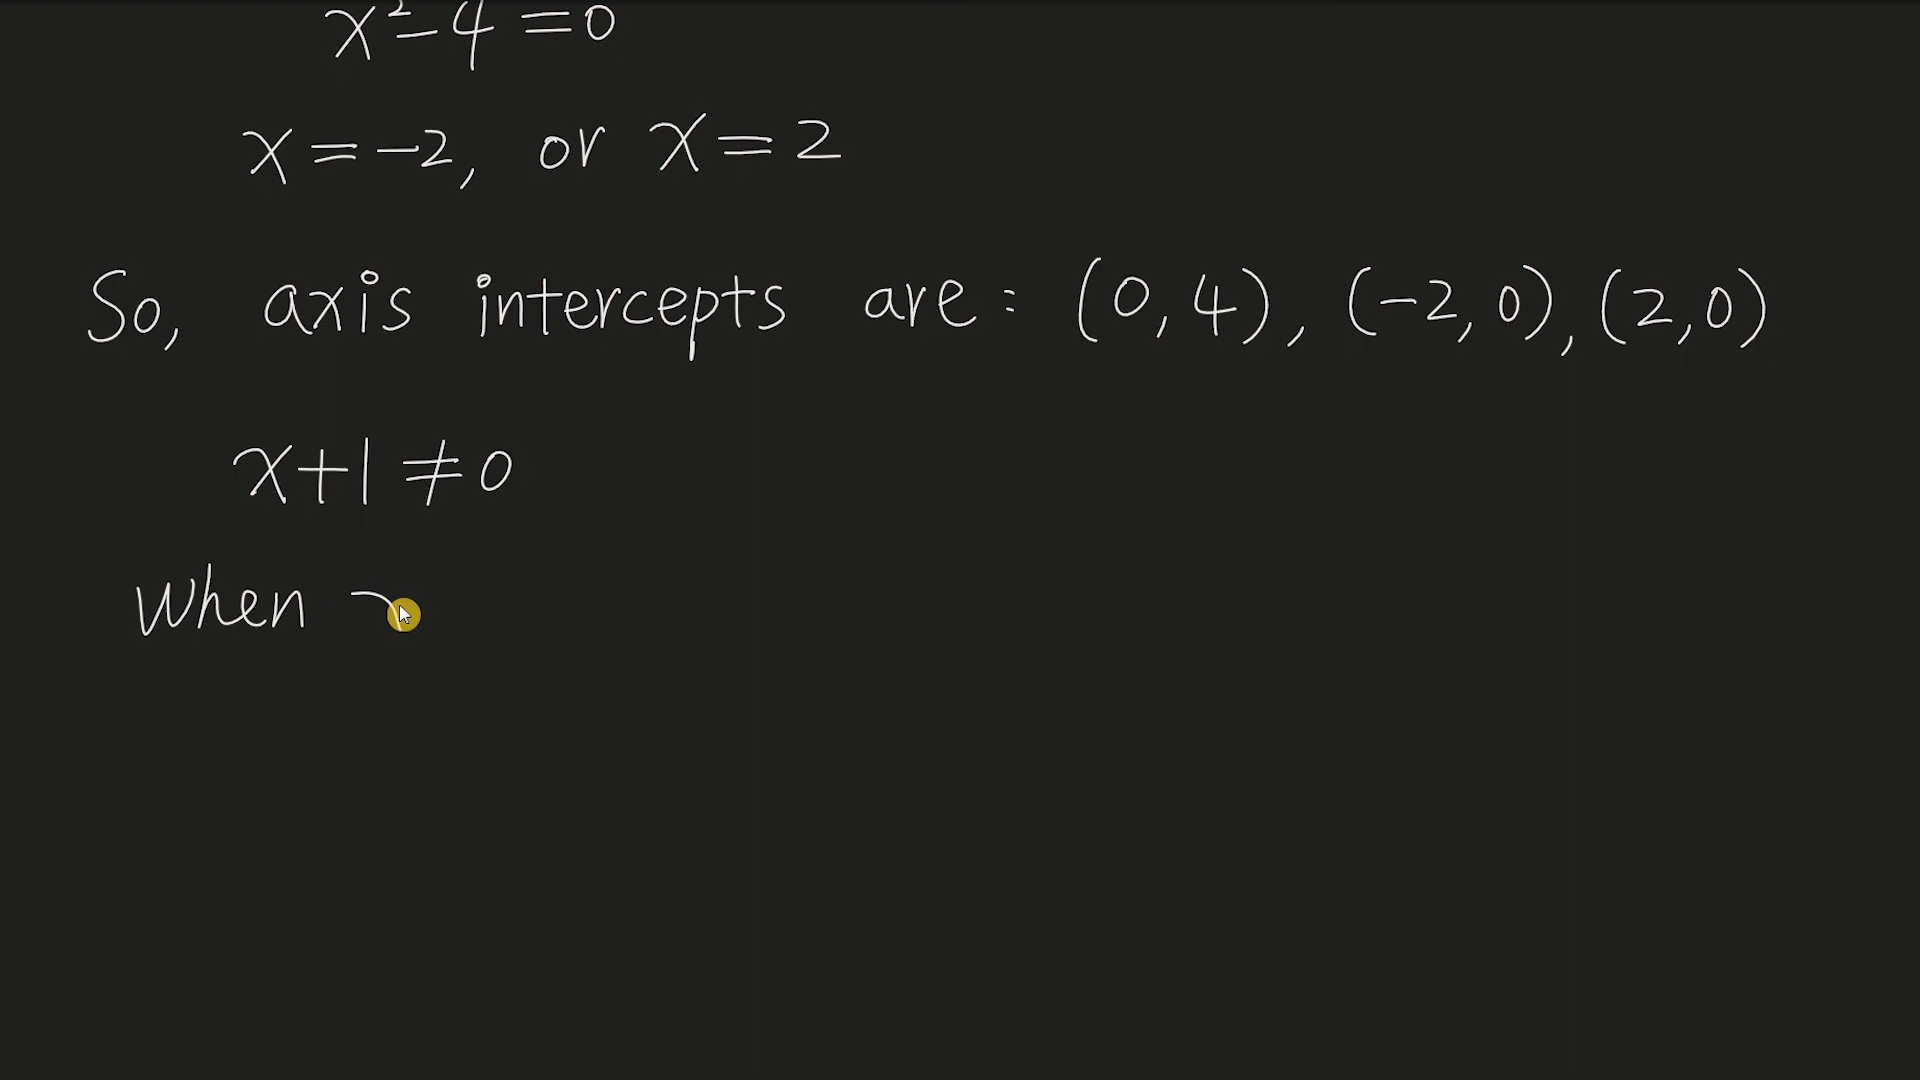 x²-4=0
x=-2, or x=2
So, axis intercepts are: (0,4), (-2,0), (2,0)
x+1≠0
When